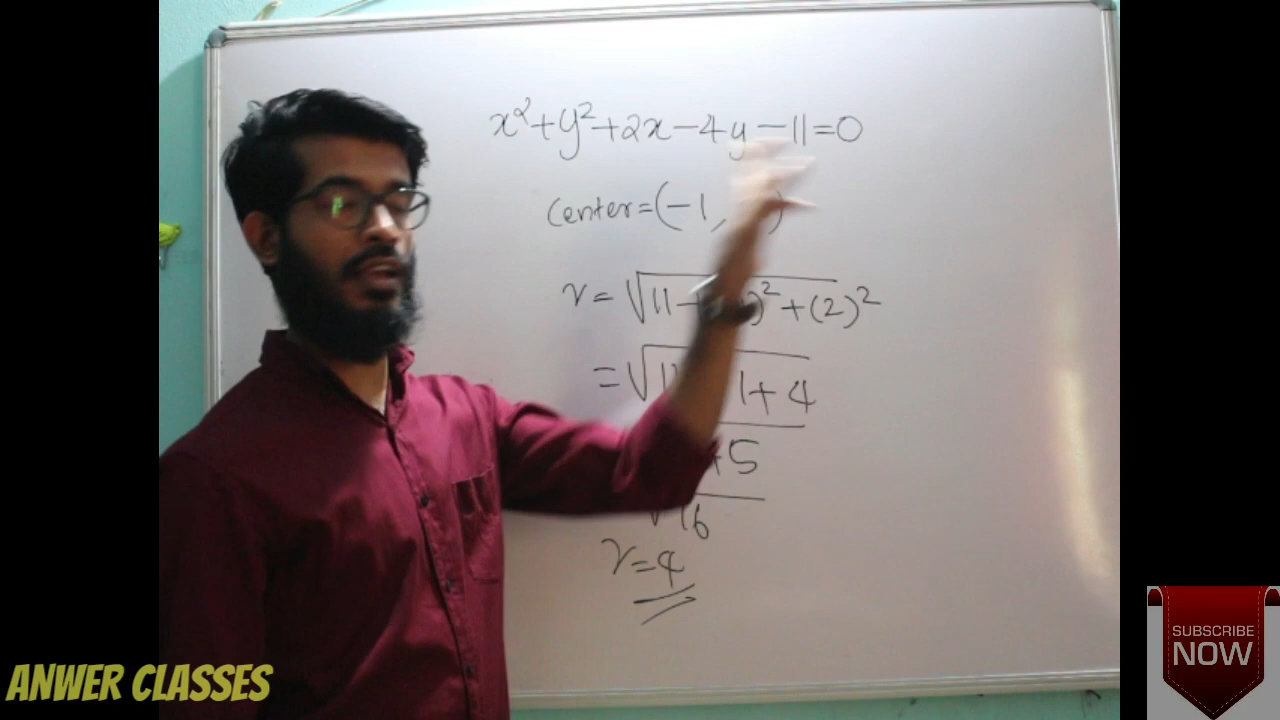 x²+y²+2x-4y-11=0
center=(-1, )
r=√11- )²+(2)²
=√1 1+4
+5
√16
r=4
ANWER CLASSES
SUBSCRIBE
NOW